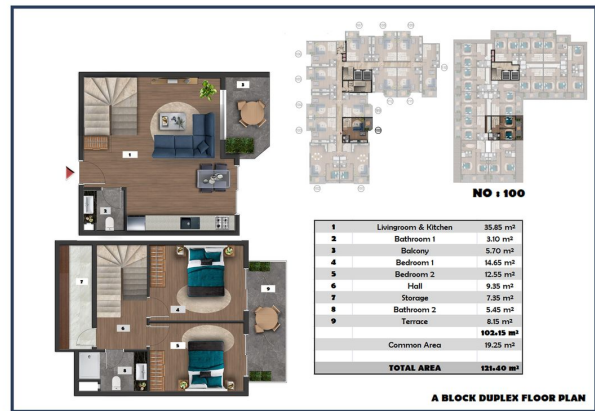 NO : 100
1 Livingroom & Kitchen 35.85 m²
2 Bathroom 1 3.10 m²
3 Balcony 5.70 m²
4 Bedroom 1 14.65 m²
5 Bedroom 2 12.55 m²
6 Hall 9.35 m²
7 Storage 7.35 m²
8 Bathroom 2 5.45 m²
9 Terrace 8.15 m²
102.15 m²
Common Area 19.25 m²
TOTAL AREA 121.40 m²
A BLOCK DUPLEX FLOOR PLAN